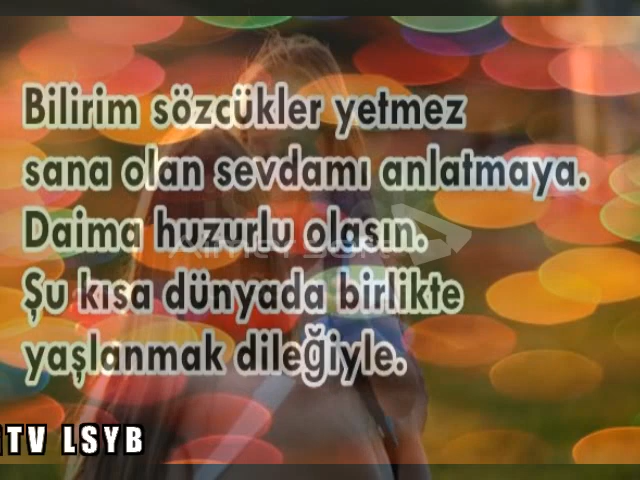 Bilirim sözcükler yetmez
sana olan sevdamı anlatmaya.
Daima huzurlu olasın.
Şu kısa dünyada birlikte
yaşlanmak dileğiyle.
TV LSYB